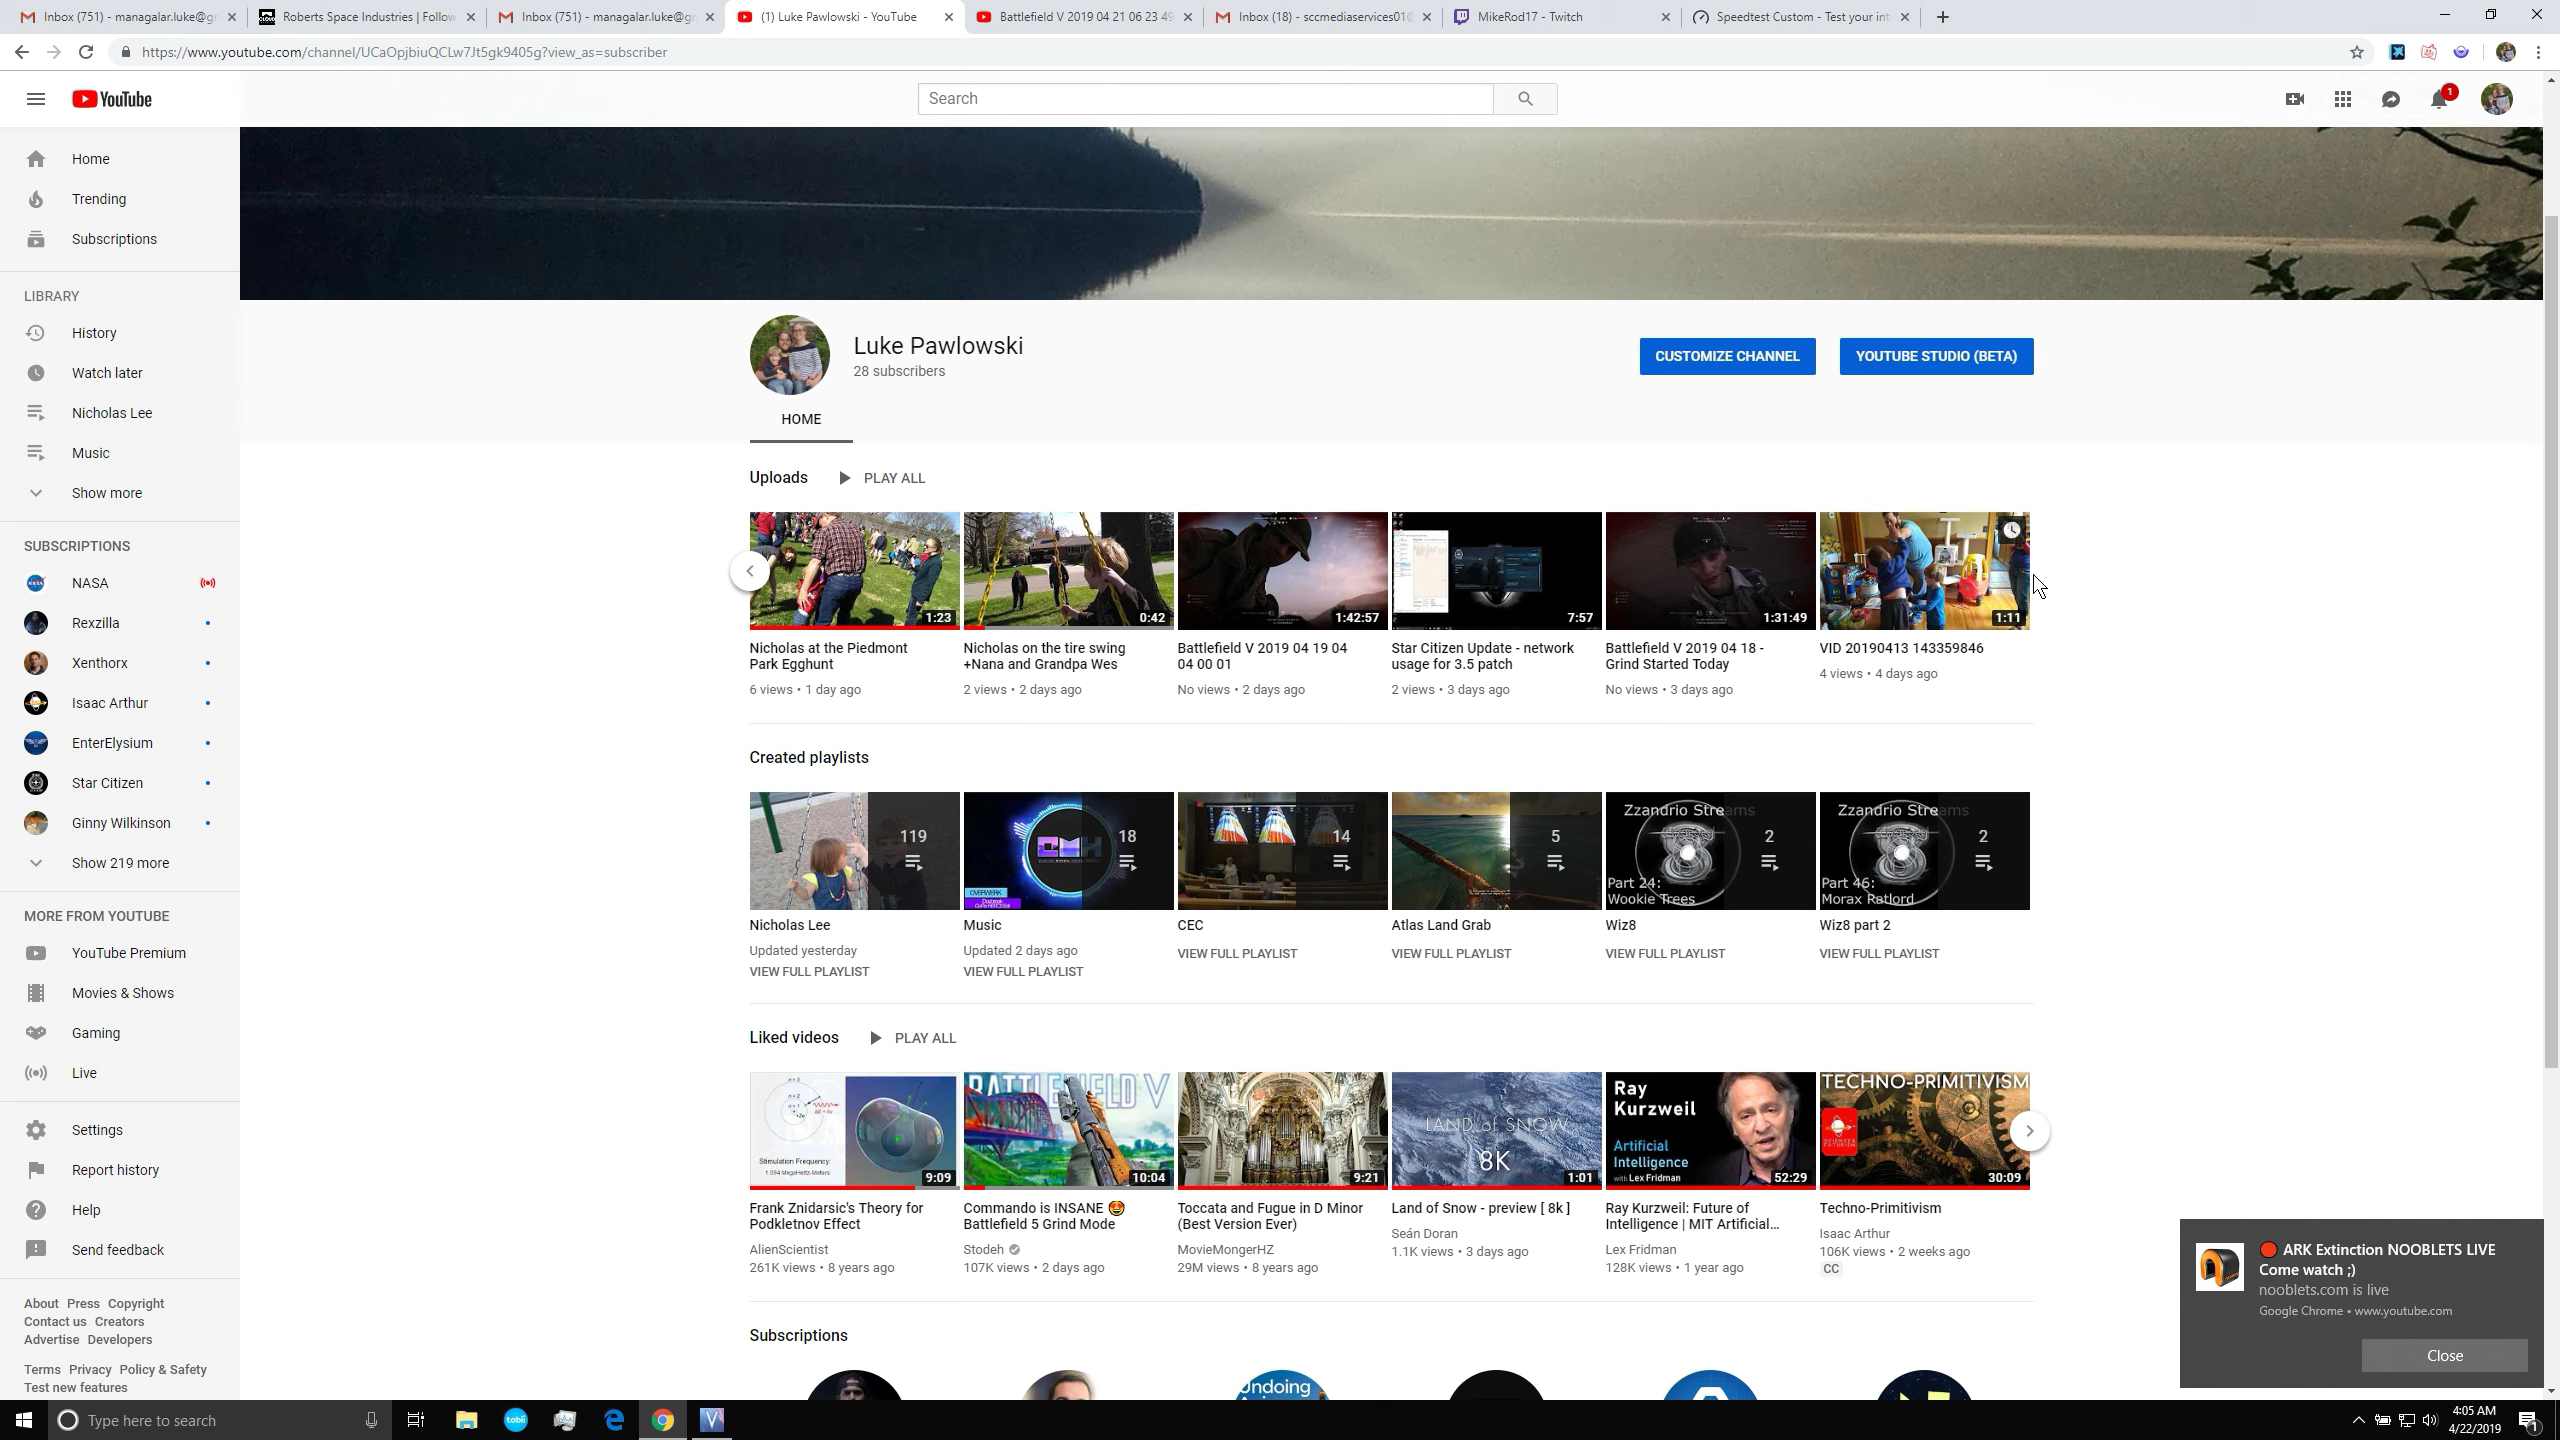 Inbox (751) - managalar.luke@gr
Roberts Space Industries | Follow
Inbox (751) - managalar.luke@gr
(1) Luke Pawlowski - YouTube
Battlefield V 2019 04 21 06 23 49
Inbox (18) - sccmediaservices01@
MikeRod17 - Twitch
Speedtest Custom - Test your int
https://www.youtube.com/channel/UCaOpjbiuQCLw7Jt5gk9405g?view_as=subscriber
YouTube
Search
1
Home
Trending
Subscriptions
LIBRARY
History
Watch later
Nicholas Lee
Music
Show more
SUBSCRIPTIONS
NASA
Rexzilla
Xenthorx
Isaac Arthur
EnterElysium
Star Citizen
Ginny Wilkinson
Show 219 more
MORE FROM YOUTUBE
YouTube Premium
Movies & Shows
Gaming
Live
Settings
Report history
Help
Send feedback
About Press Copyright
Contact us Creators
Advertise Developers
Terms Privacy Policy & Safety
Test new features
Luke Pawlowski
28 subscribers
CUSTOMIZE CHANNEL
YOUTUBE STUDIO (BETA)
HOME
Uploads PLAY ALL
1:23
0:42
1:42:57
7:57
1:31:49
1:11
Nicholas at the Piedmont
Park Egghunt
6 views • 1 day ago
Nicholas on the tire swing
+Nana and Grandpa Wes
2 views • 2 days ago
Battlefield V 2019 04 19 04
04 00 01
No views • 2 days ago
Star Citizen Update - network
usage for 3.5 patch
2 views • 3 days ago
Battlefield V 2019 04 18 -
Grind Started Today
No views • 3 days ago
VID 20190413 143359846
4 views • 4 days ago
Created playlists
119
18
14
5
Zzandrio Streams
2
Part 24:
Wookie Trees
Zzandrio Streams
2
Part 46:
Morax Ratlord
Nicholas Lee
Updated yesterday
VIEW FULL PLAYLIST
Music
Updated 2 days ago
VIEW FULL PLAYLIST
CEC
VIEW FULL PLAYLIST
Atlas Land Grab
VIEW FULL PLAYLIST
Wiz8
VIEW FULL PLAYLIST
Wiz8 part 2
VIEW FULL PLAYLIST
Liked videos PLAY ALL
Stimulation Frequency:
1.094 MegaHertz-Meters
9:09
BATTLEFIELD V
10:04
9:21
LAND of SNOW
8K
1:01
Ray
Kurzweil
Artificial
Intelligence
with Lex Fridman
52:29
TECHNO-PRIMITIVISM
30:09
Frank Znidarsic's Theory for
Podkletnov Effect
AlienScientist
261K views • 8 years ago
Commando is INSANE 🤩
Battlefield 5 Grind Mode
Stodeh
107K views • 2 days ago
Toccata and Fugue in D Minor
(Best Version Ever)
MovieMongerHZ
29M views • 8 years ago
Land of Snow - preview [ 8k ]
Seán Doran
1.1K views • 3 days ago
Ray Kurzweil: Future of
Intelligence | MIT Artificial...
Lex Fridman
128K views • 1 year ago
Techno-Primitivism
Isaac Arthur
106K views • 2 weeks ago
CC
Subscriptions
Undoing
🔴 ARK Extinction NOOBLETS LIVE
Come watch ;)
nooblets.com is live
Google Chrome • www.youtube.com
Close
Type here to search
tobii
4:05 AM
4/22/2019
1